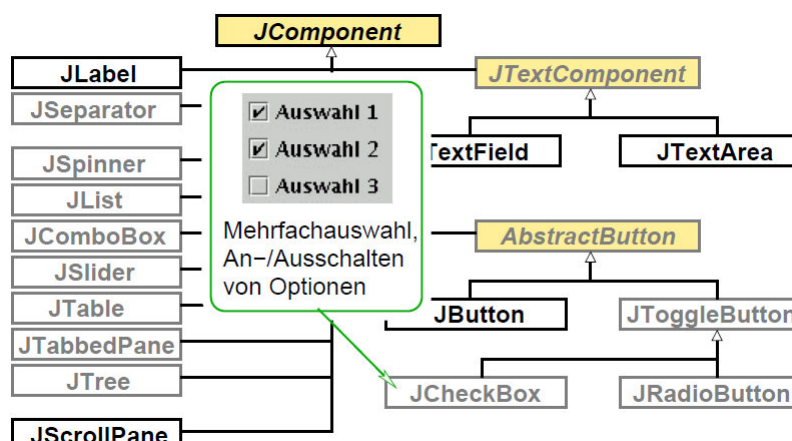 JComponent
JLabel
JTextComponent
JSeparator
Auswahl 1
Auswahl 2
Auswahl 3
TextField
JTextArea
JSpinner
JList
JComboBox
Mehrfachauswahl,
An-/Ausschalten
von Optionen
AbstractButton
JSlider
JTable
JButton
JToggleButton
JTabbedPane
JTree
JCheckBox
JRadioButton
JScrollPane